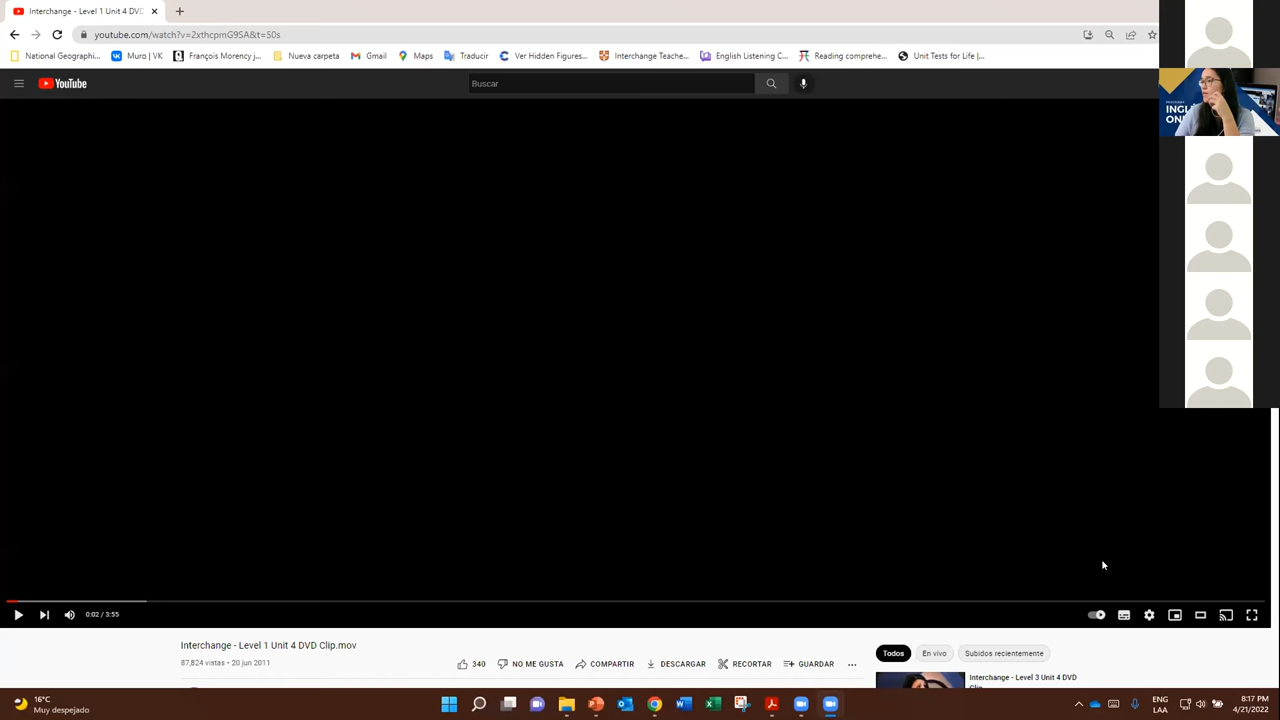 Interchange - Level 1 Unit 4 DVD
youtube.com/watch?v=2xthcpmG9SA&t=50s
National Geographi...
Muro | VK
François Morency j...
Nueva carpeta
Gmail
Maps
Traducir
Ver Hidden Figures...
Interchange Teache...
English Listening C...
Reading comprehe...
Unit Tests for Life |...
YouTube
Buscar
0:02 / 3:55
Interchange - Level 1 Unit 4 DVD Clip.mov
87,824 vistas • 20 jun 2011
340
NO ME GUSTA
COMPARTIR
DESCARGAR
RECORTAR
GUARDAR
Todos
En vivo
Subidos recientemente
Interchange - Level 3 Unit 4 DVD
Clip
16°C
Muy despejado
ENG
LAA
8:17 PM
4/21/2022